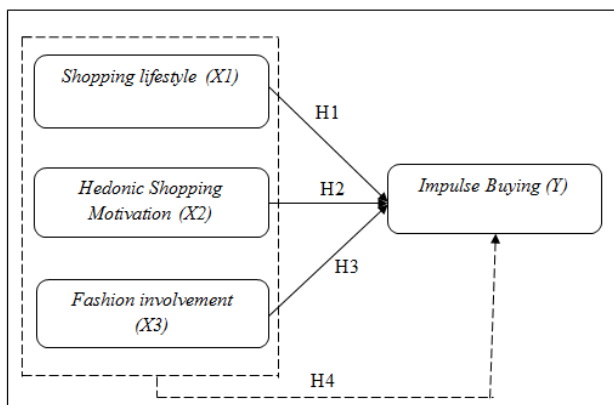 Shopping lifestyle (X1)
H1
Hedonic Shopping
Motivation (X2)
H2
Impulse Buying (Y)
Fashion involvement
(X3)
H3
H4